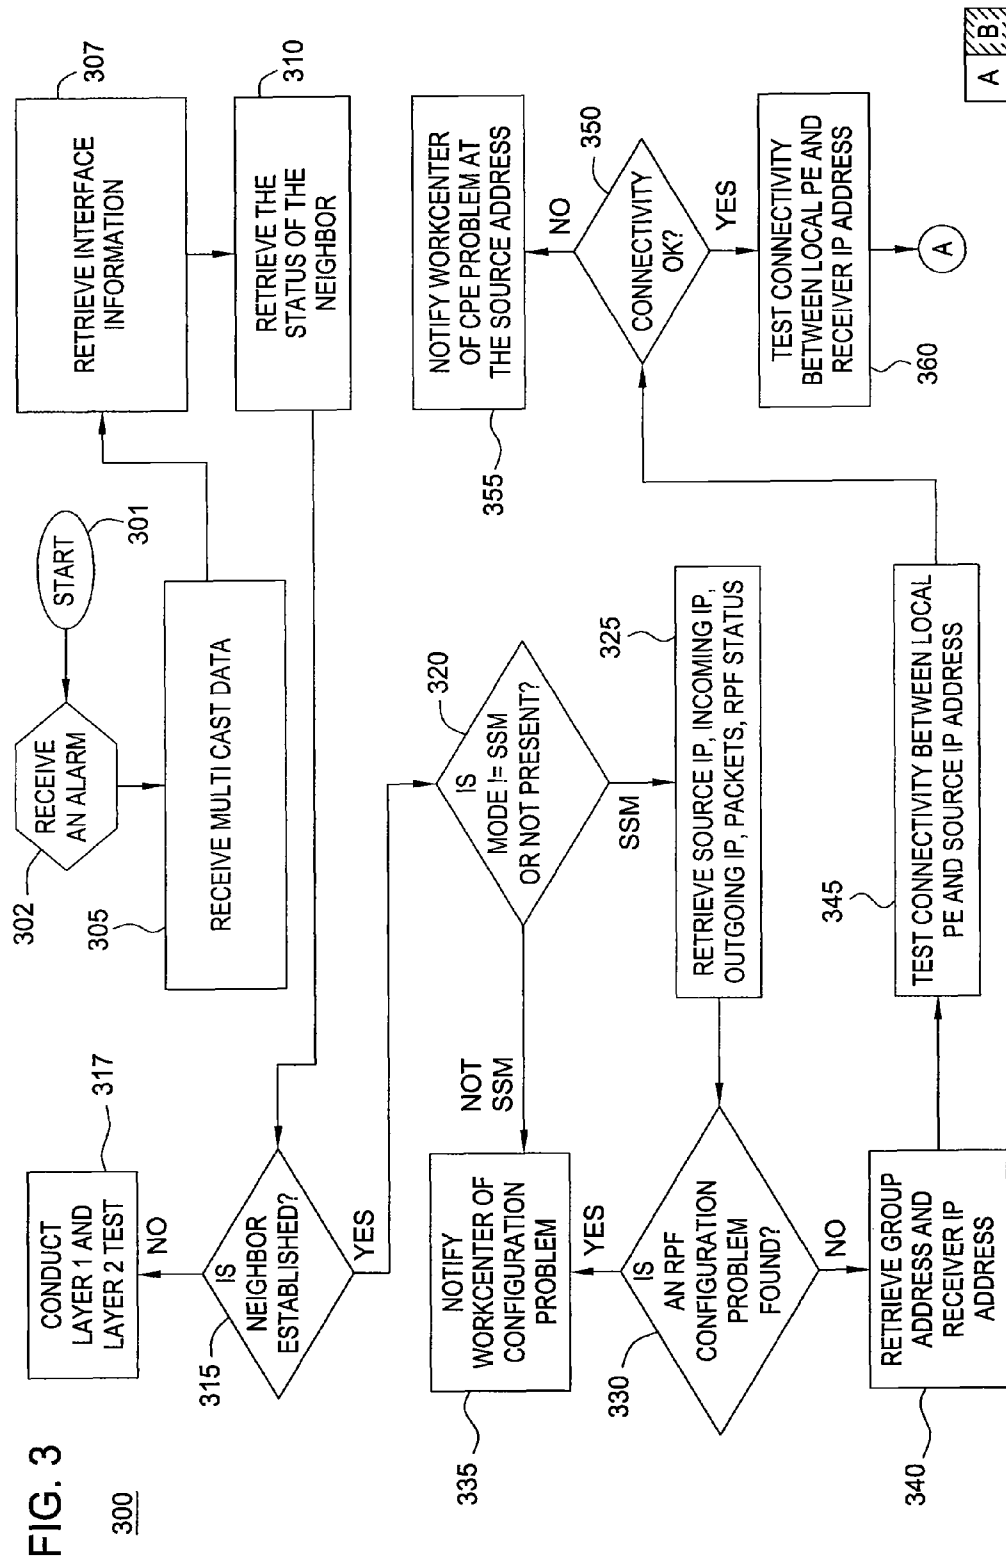 FIG. 3
300
START
301
RECEIVE
AN ALARM
302
RECEIVE MULTI CAST DATA
305
RETRIEVE INTERFACE
INFORMATION
307
RETRIEVE THE
STATUS OF THE
NEIGHBOR
310
IS
NEIGHBOR
ESTABLISHED?
315
NO
CONDUCT
LAYER 1 AND
LAYER 2 TEST
317
YES
IS
MODE != SSM
OR NOT PRESENT?
320
NOT
SSM
SSM
RETRIEVE SOURCE IP, INCOMING IP,
OUTGOING IP, PACKETS, RPF STATUS
325
IS
AN RPF
CONFIGURATION
PROBLEM
FOUND?
330
YES
NOTIFY
WORKCENTER OF
CONFIGURATION
PROBLEM
335
NO
RETRIEVE GROUP
ADDRESS AND
RECEIVER IP
ADDRESS
340
TEST CONNECTIVITY BETWEEN LOCAL
PE AND SOURCE IP ADDRESS
345
CONNECTIVITY
OK?
350
NO
NOTIFY WORKCENTER
OF CPE PROBLEM AT
THE SOURCE ADDRESS
355
YES
TEST CONNECTIVITY
BETWEEN LOCAL PE AND
RECEIVER IP ADDRESS
360
A
A
B